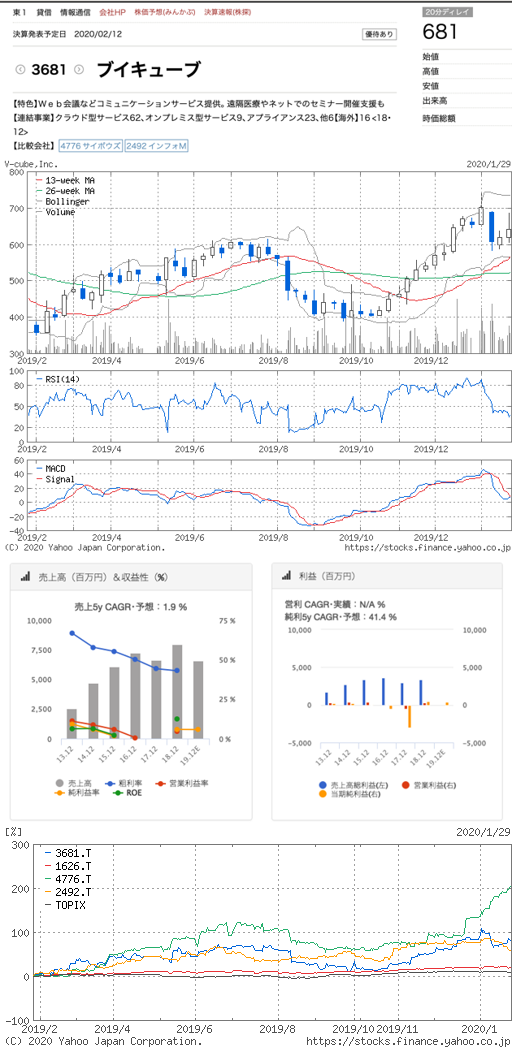 東1 貸借 情報通信 会社HP 株価予想(みんかぶ) 決算速報(株探)
20分ディレイ
決算発表予定日 2020/02/12
優待あり
681
3681 ブイキューブ
始値
高値
安値
出来高
時価総額
【特色】Web会議などコミュニケーションサービス提供。遠隔医療やネットでのセミナー開催支援も
【連結事業】クラウド型サービス62、オンプレミス型サービス9、アプライアンス23、他6【海外】16 <18・
12>
【比較会社】 4776 サイボウズ 2492 インフォM
V-cube,Inc. 2020/1/29
13-week MA
26-week MA
Bollinger
Volume
800
700
600
500
400
300
2019/2 2019/4 2019/6 2019/8 2019/10 2019/12
RSI(14)
100
80
50
20
0
2019/2 2019/4 2019/6 2019/8 2019/10 2019/12
MACD
Signal
60
40
20
0
-20
-40
2019/2 2019/4 2019/6 2019/8 2019/10 2019/12
(C) 2020 Yahoo Japan Corporation. https://stocks.finance.yahoo.co.jp
売上高（百万円）&収益性（%）
売上5y CAGR・予想：1.9 %
10,000 75 %
7,500
50 %
5,000
25 %
2,500
0 0 %
13.12 14.12 15.12 16.12 17.12 18.12 19.12E
売上高 粗利率 営業利益率
純利益率 ROE
利益（百万円）
営利 CAGR・実績：N/A %
純利5y CAGR・予想：41.4 %
10,000 10,000
5,000 5,000
0 0
−5,000 −5,000
13.12 14.12 15.12 16.12 17.12 18.12 19.12E
売上高総利益(左) 営業利益(右)
当期純利益(右)
[%] 2020/1/29
3681.T
1626.T
4776.T
2492.T
TOPIX
300
200
100
0
-100
2019/2 2019/4 2019/6 2019/8 2019/10 2019/11 2020/1
(C) 2020 Yahoo Japan Corporation. https://stocks.finance.yahoo.co.jp